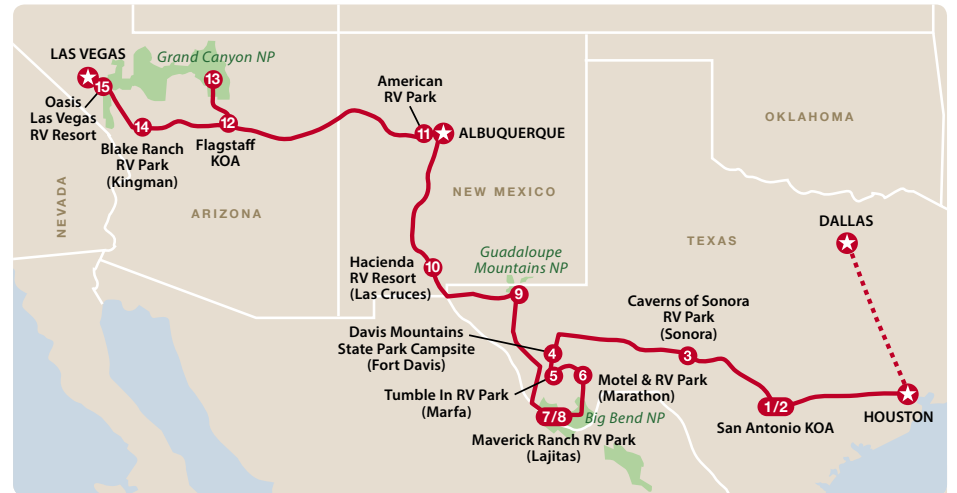 LAS VEGAS
Grand Canyon NP
13
15
Oasis
Las Vegas
RV Resort
14
Blake Ranch
RV Park
(Kingman)
12
Flagstaff
KOA
American
RV Park
11
ALBUQUERQUE
OKLAHOMA
NEVADA
ARIZONA
NEW MEXICO
TEXAS
DALLAS
Hacienda
RV Resort
(Las Cruces)
10
Guadaloupe
Mountains NP
9
Caverns of Sonora
RV Park
(Sonora)
3
Davis Mountains
State Park Campsite
(Fort Davis)
4
5
6
Tumble In RV Park
(Marfa)
Motel & RV Park
(Marathon)
7/8
Big Bend NP
Maverick Ranch RV Park
(Lajitas)
1/2
San Antonio KOA
HOUSTON